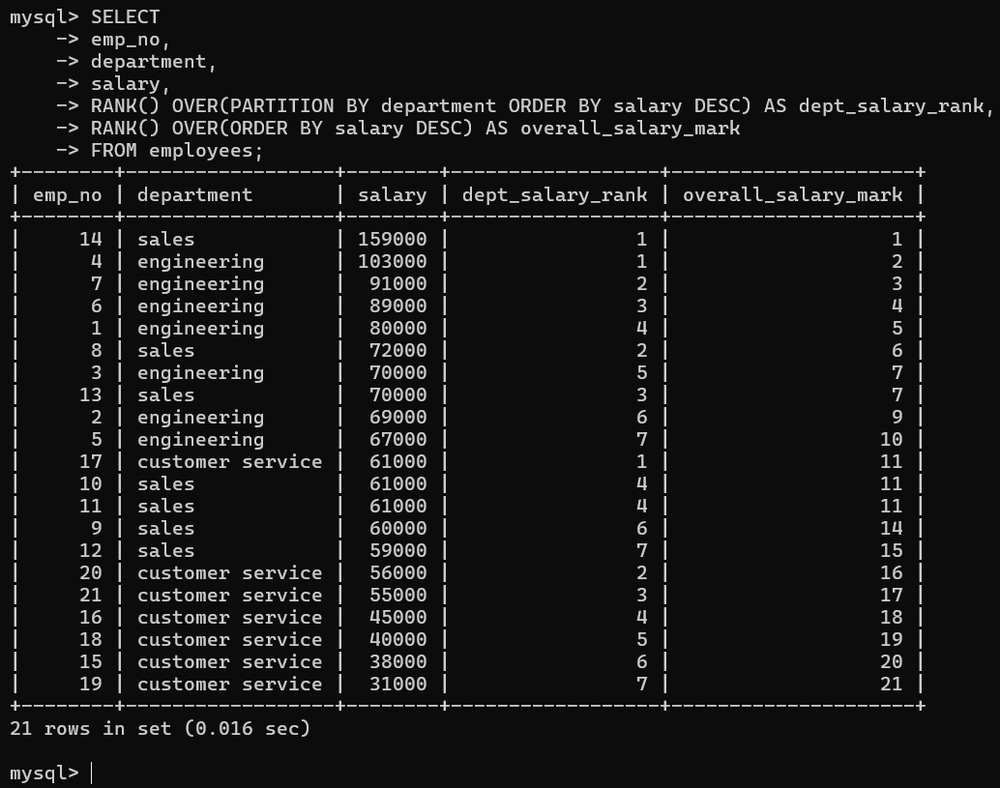 mysql> SELECT
    -> emp_no,
    -> department,
    -> salary,
    -> RANK() OVER(PARTITION BY department ORDER BY salary DESC) AS dept_salary_rank,
    -> RANK() OVER(ORDER BY salary DESC) AS overall_salary_mark
    -> FROM employees;
+--------+------------------+--------+------------------+---------------------+
| emp_no | department       | salary | dept_salary_rank | overall_salary_mark |
+--------+------------------+--------+------------------+---------------------+
|     14 | sales            | 159000 |                1 |                   1 |
|      4 | engineering      | 103000 |                1 |                   2 |
|      7 | engineering      |  91000 |                2 |                   3 |
|      6 | engineering      |  89000 |                3 |                   4 |
|      1 | engineering      |  80000 |                4 |                   5 |
|      8 | sales            |  72000 |                2 |                   6 |
|      3 | engineering      |  70000 |                5 |                   7 |
|     13 | sales            |  70000 |                3 |                   7 |
|      2 | engineering      |  69000 |                6 |                   9 |
|      5 | engineering      |  67000 |                7 |                  10 |
|     17 | customer service |  61000 |                1 |                  11 |
|     10 | sales            |  61000 |                4 |                  11 |
|     11 | sales            |  61000 |                4 |                  11 |
|      9 | sales            |  60000 |                6 |                  14 |
|     12 | sales            |  59000 |                7 |                  15 |
|     20 | customer service |  56000 |                2 |                  16 |
|     21 | customer service |  55000 |                3 |                  17 |
|     16 | customer service |  45000 |                4 |                  18 |
|     18 | customer service |  40000 |                5 |                  19 |
|     15 | customer service |  38000 |                6 |                  20 |
|     19 | customer service |  31000 |                7 |                  21 |
+--------+------------------+--------+------------------+---------------------+
21 rows in set (0.016 sec)
mysql>